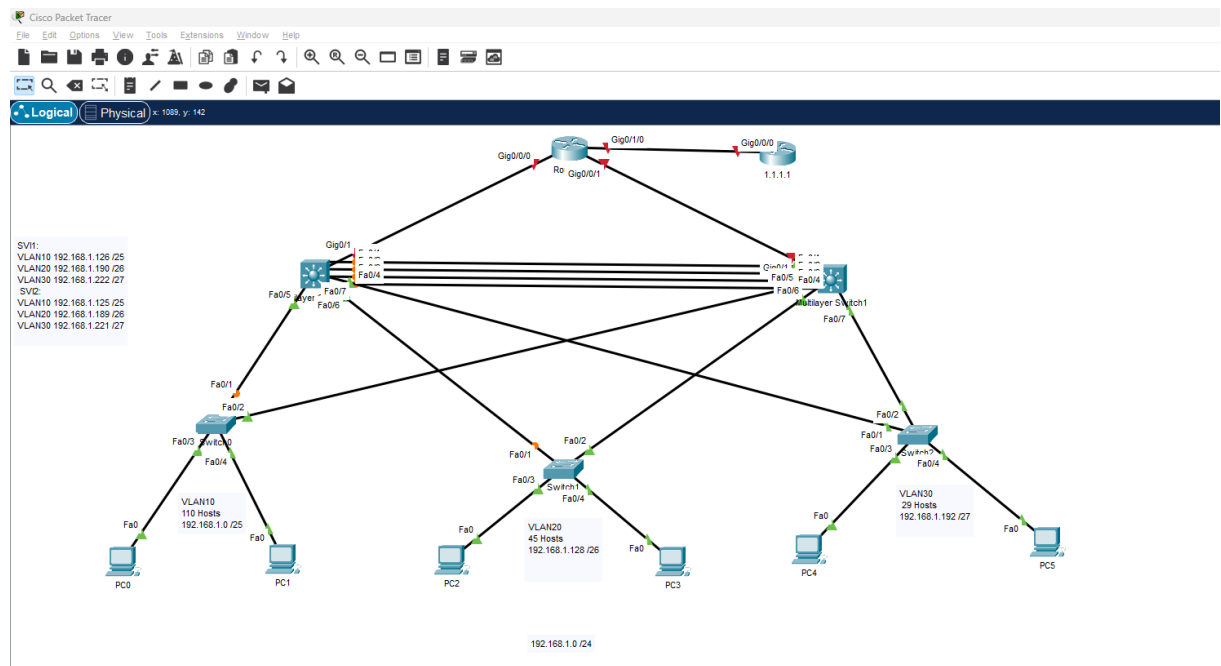 Cisco Packet Tracer
File Edit Options View Tools Extensions Window Help
Logical
Physical
x: 1089, y: 142
Gig0/1/0
Gig0/0/0
Gig0/0/0
Ro
Gig0/0/1
1.1.1.1
SVI1:
VLAN10 192.168.1.126 /25
VLAN20 192.168.1.190 /26
VLAN30 192.168.1.222 /27
SVI2:
VLAN10 192.168.1.125 /25
VLAN20 192.168.1.189 /26
VLAN30 192.168.1.221 /27
Gig0/1
Fa0/4
Fa0/5
Fa0/7
Fa0/6
Gig0/1
Fa0/5
Fa0/4
Fa0/6
Multilayer Switch1
Fa0/7
Fa0/1
Fa0/2
Fa0/3
Switch0
Fa0/4
Fa0/2
Fa0/1
Fa0/3
Switch1
Fa0/4
Fa0/2
Fa0/1
Fa0/3
Switch2
Fa0/4
VLAN10
110 Hosts
192.168.1.0 /25
VLAN20
45 Hosts
192.168.1.128 /26
VLAN30
29 Hosts
192.168.1.192 /27
Fa0
Fa0
Fa0
Fa0
Fa0
Fa0
PC0
PC1
PC2
PC3
PC4
PC5
192.168.1.0 /24